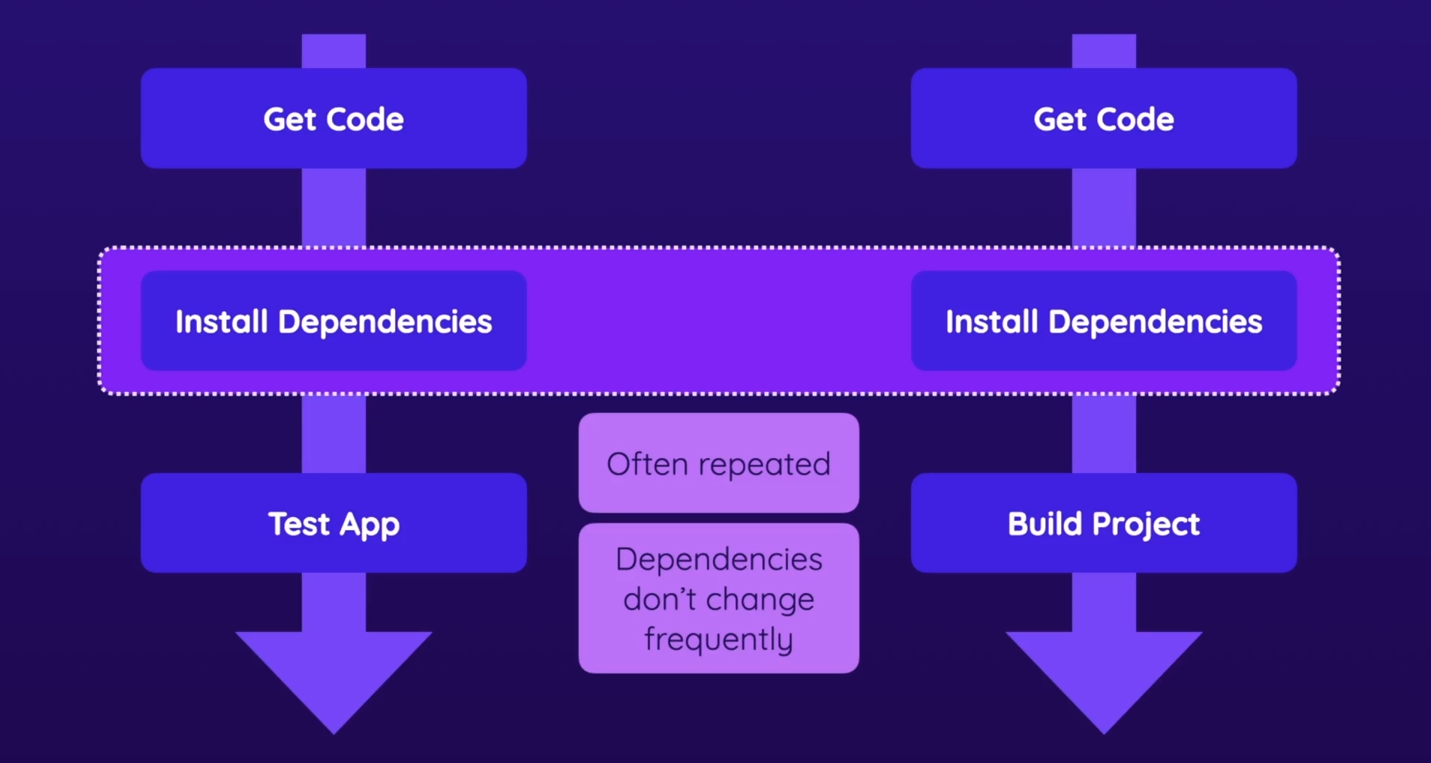 Get Code
Get Code
Install Dependencies
Install Dependencies
Often repeated
Test App
Build Project
Dependencies
don’t change
frequently